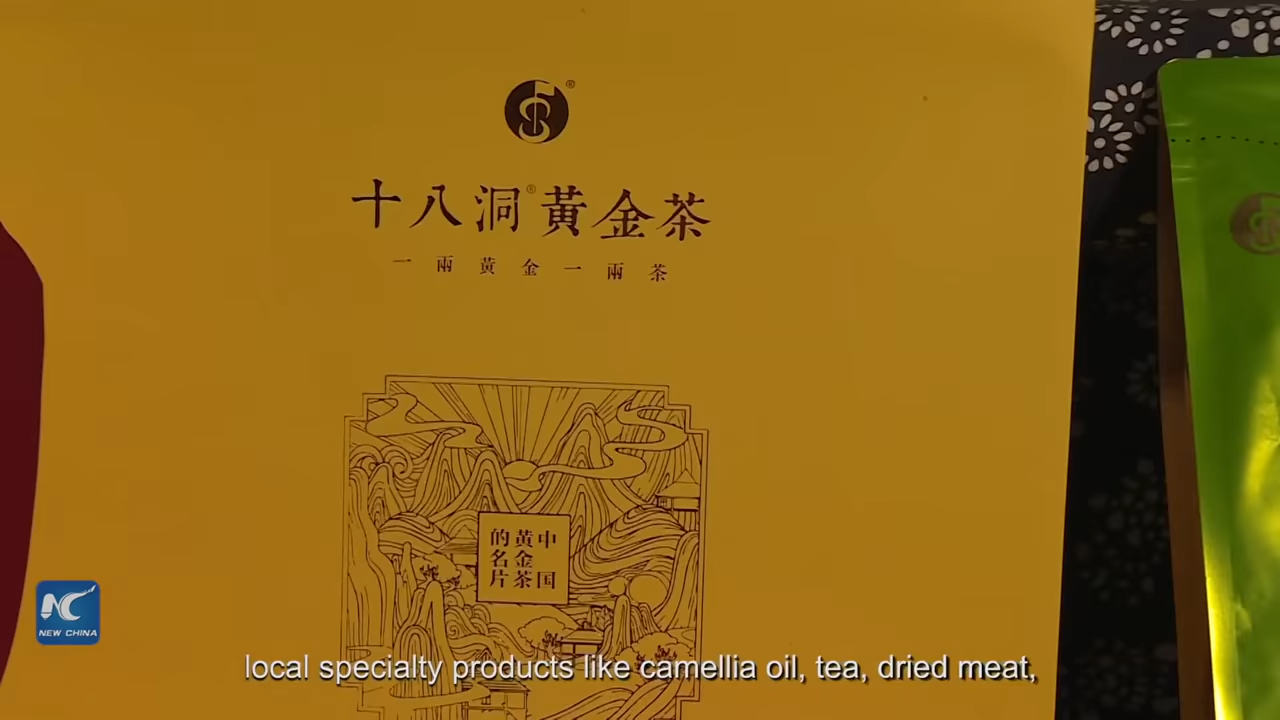 十八洞®黃金茶
一兩黃金一兩茶
中国
黄金茶
的名片
NEW CHINA
local specialty products like camellia oil, tea, dried meat,